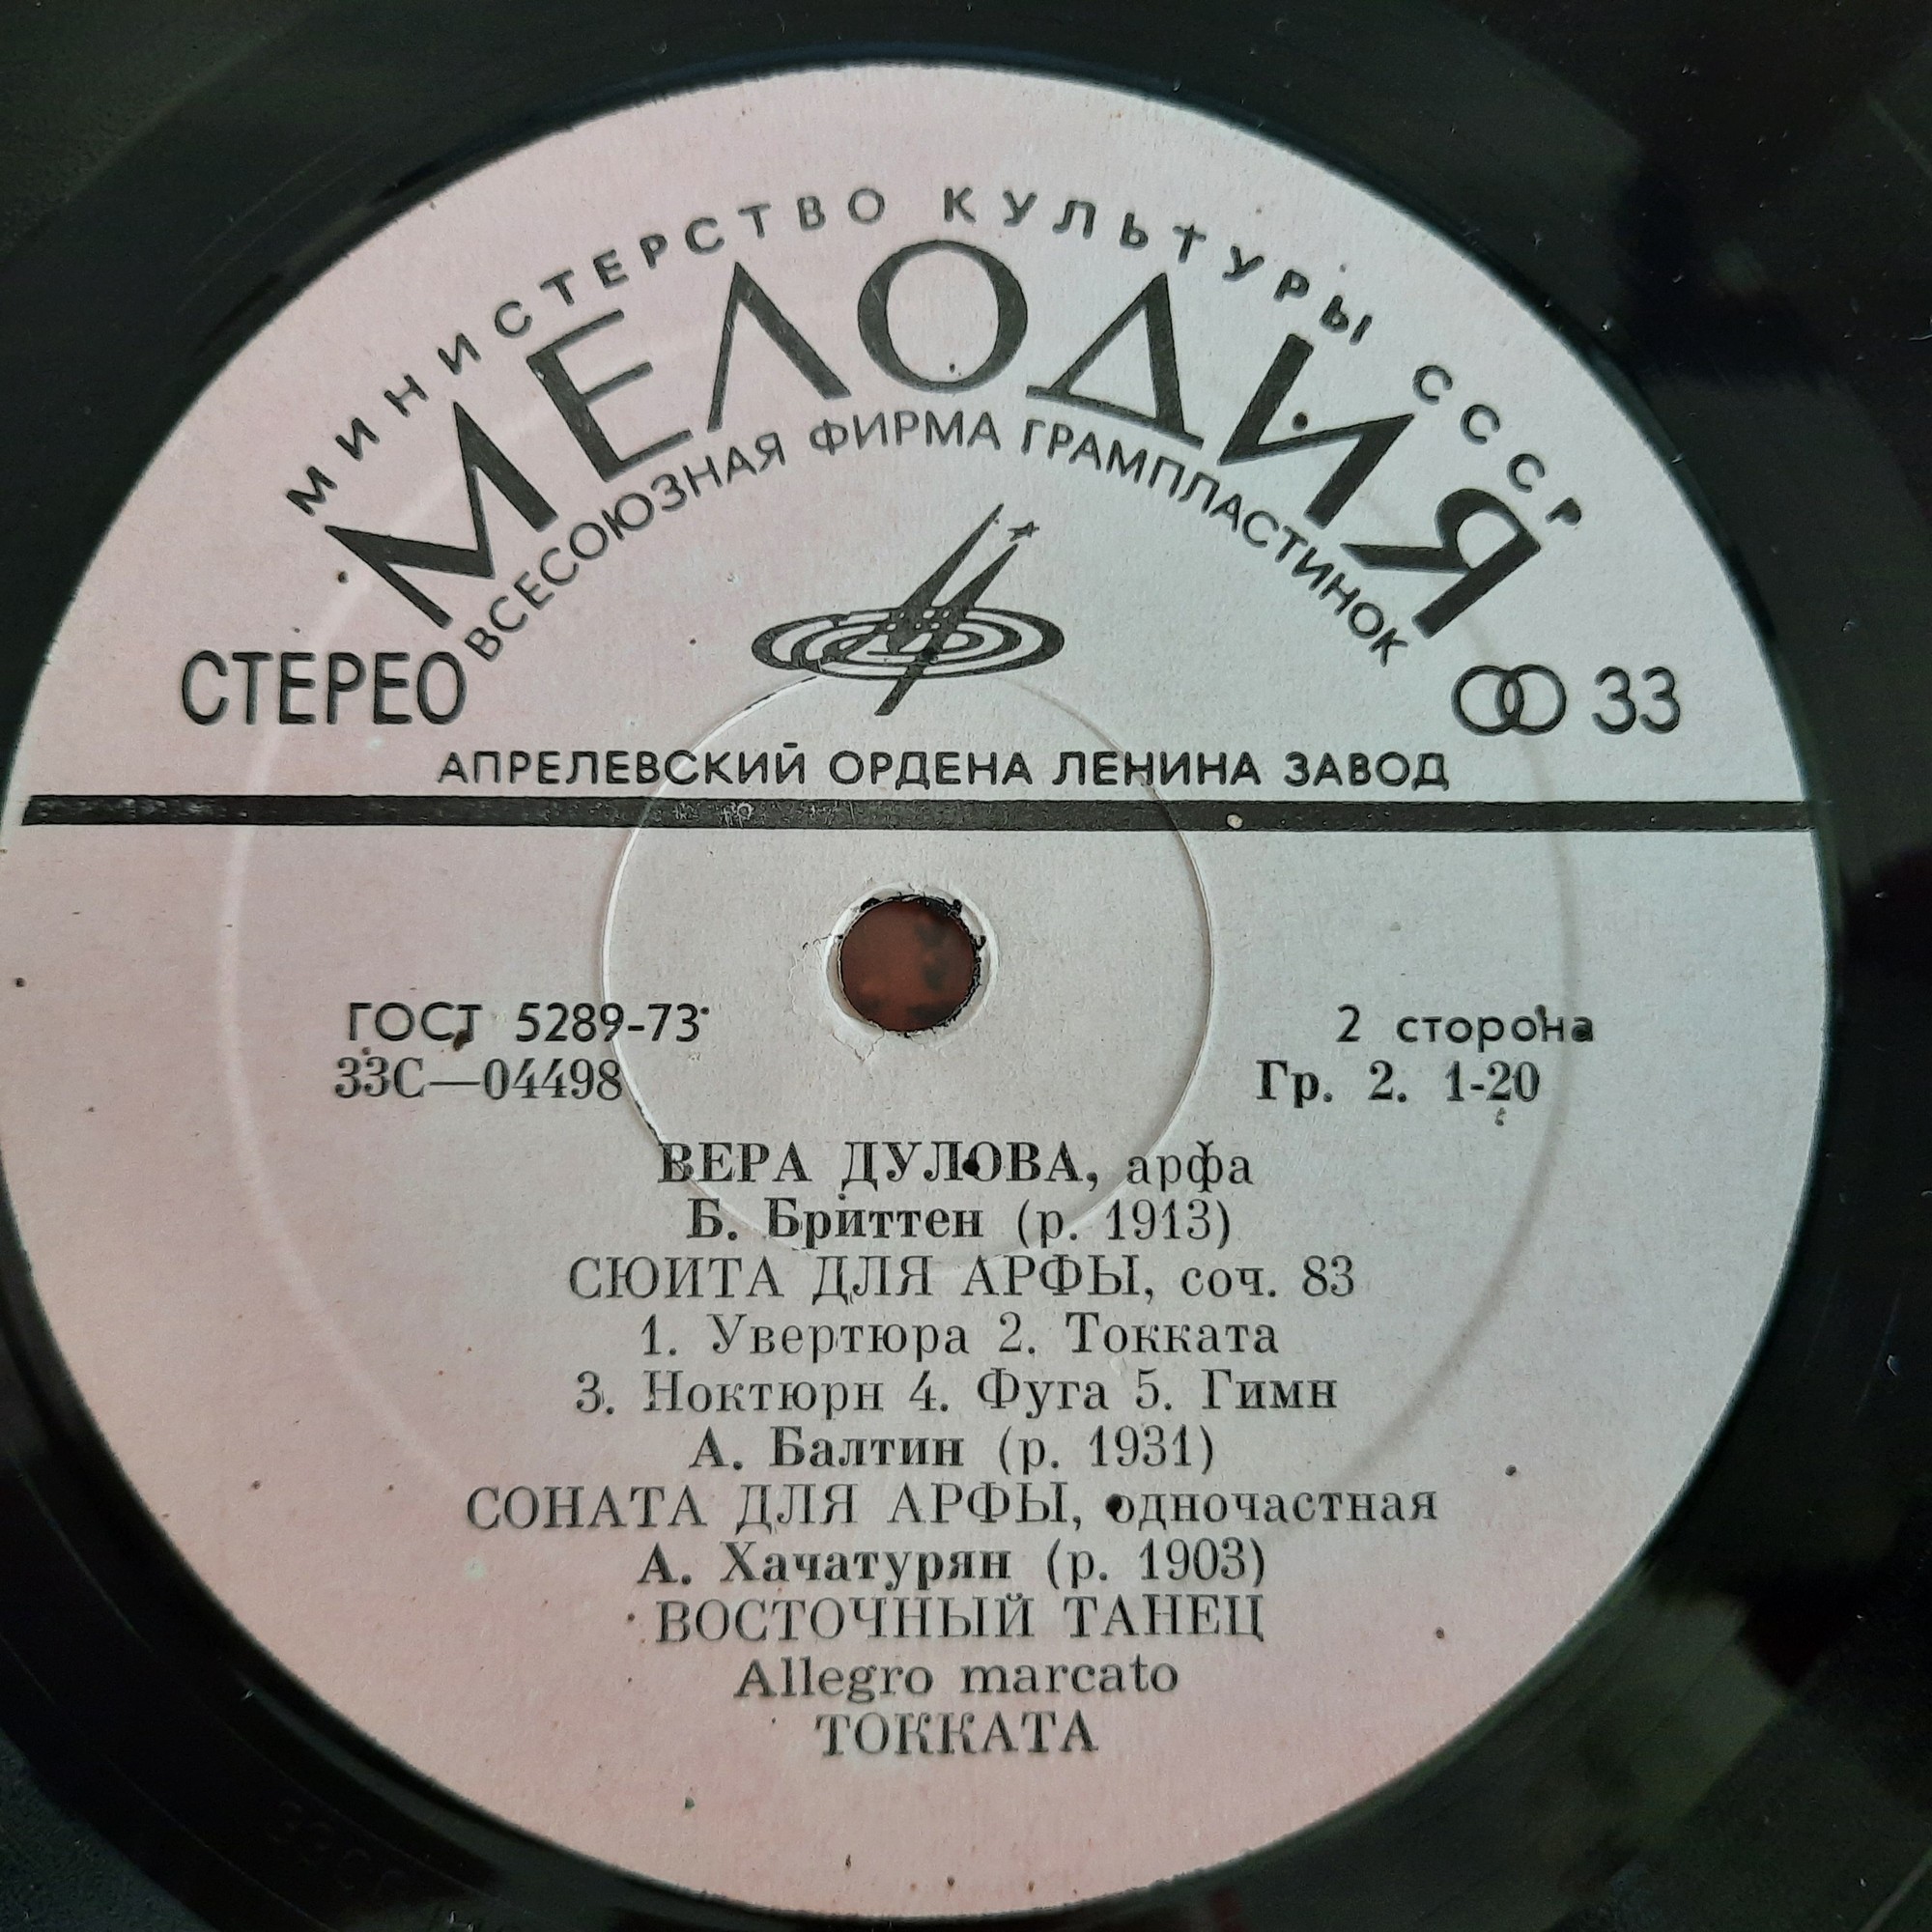 МИНИСТЕРСТВО КУЛЬТУРЫ СССР
МЕЛОДИЯ
ВСЕСОЮЗНАЯ ФИРМА ГРАМПЛАСТИНОК
СТЕРЕО 33
АПРЕЛЕВСКИЙ ОРДЕНА ЛЕНИНА ЗАВОД
ГОСТ 5289-73 2 сторона
33С—04498 Гр. 2. 1-20
ВЕРА ДУЛОВА, арфа
Б. Бриттен (р. 1913)
СЮИТА ДЛЯ АРФЫ, соч. 83
1. Увертюра 2. Токката
3. Ноктюрн 4. Фуга 5. Гимн
А. Балтин (р. 1931)
СОНАТА ДЛЯ АРФЫ, одночастная
А. Хачатурян (р. 1903)
ВОСТОЧНЫЙ ТАНЕЦ
Allegro marcato
ТОККАТА